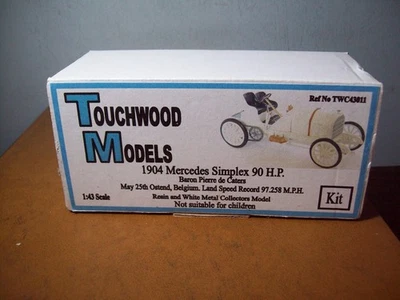 Ref No TWC43011
TOUCHWOOD
MODELS
1904 Mercedes Simplex 90 H.P.
Baron Pierre de Caters
May 25th Ostend, Belgium. Land Speed Record 97.258 M.P.H.
1:43 Scale
Resin and White Metal Collectors Model
Not suitable for children
Kit